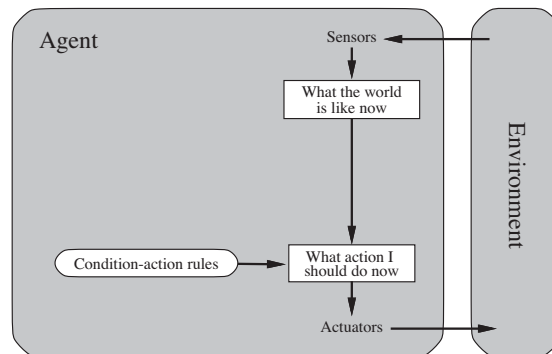 Agent
Sensors
What the world
is like now
Environment
Condition-action rules
What action I
should do now
Actuators